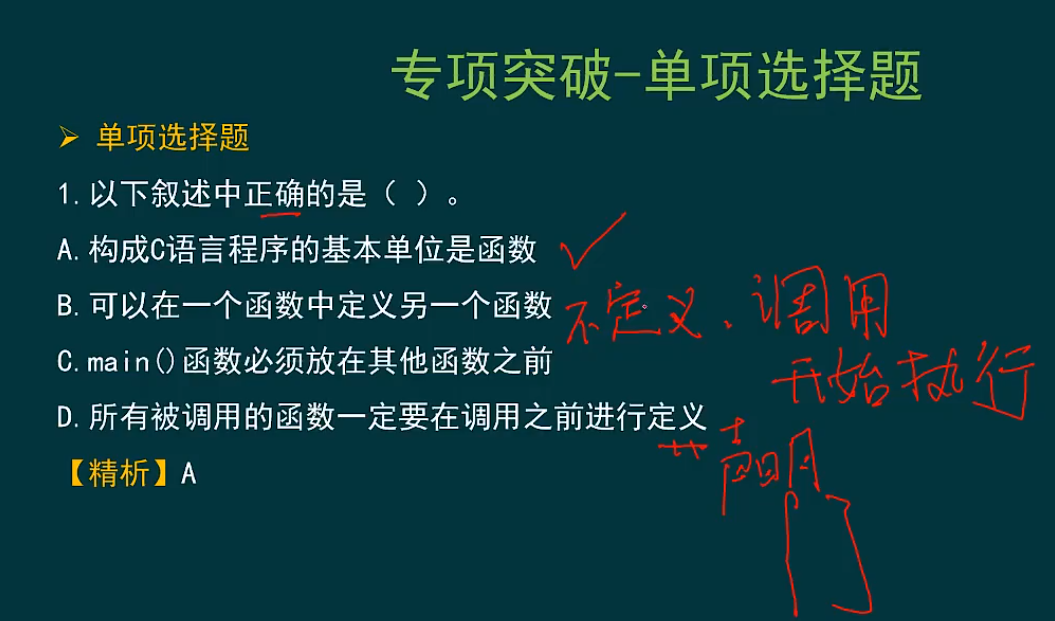 专项突破-单项选择题
➢ 单项选择题
1.以下叙述中正确的是（ ）。
A.构成C语言程序的基本单位是函数 ✓
B.可以在一个函数中定义另一个函数 不定义、调用
开始执行
C.main()函数必须放在其他函数之前
D.所有被调用的函数一定要在调用之前进行定义
声明
【精析】A